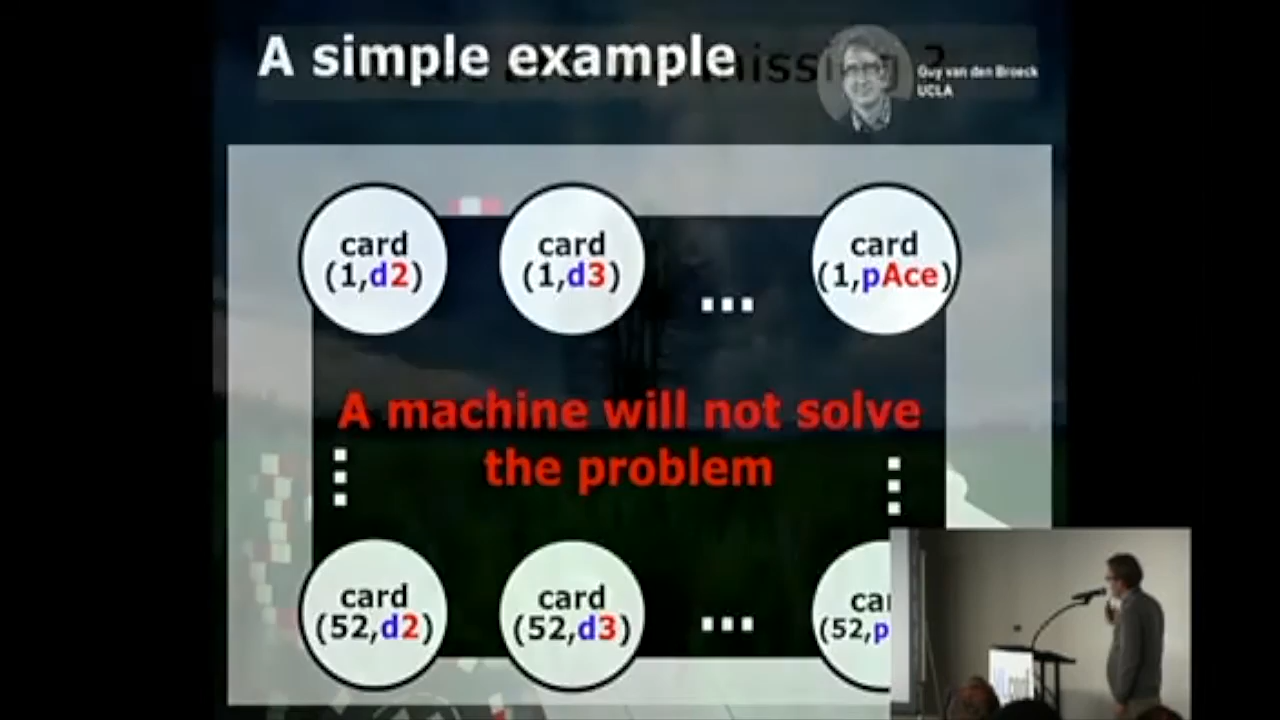 A simple example
missing ?
Guy van den Broeck
UCLA
card
(1,d2)
card
(1,d3)
...
card
(1,pAce)
A machine will not solve
the problem
card
(52,d2)
card
(52,d3)
...
(52,p